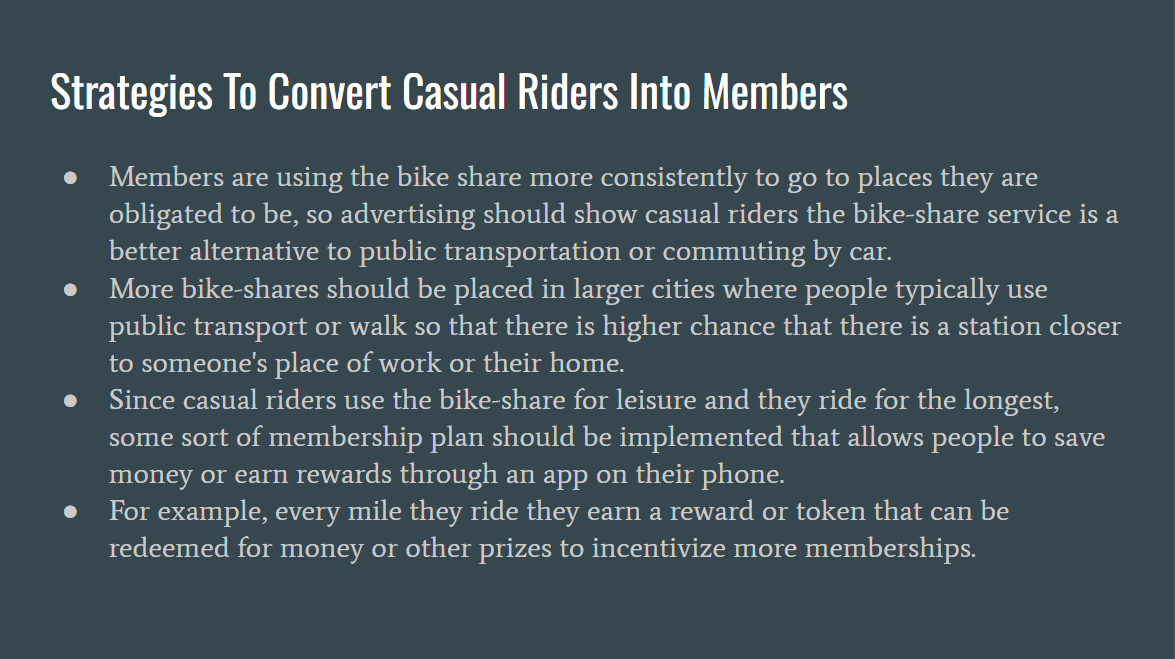 Strategies To Convert Casual Riders Into Members
● Members are using the bike share more consistently to go to places they are
obligated to be, so advertising should show casual riders the bike-share service is a
better alternative to public transportation or commuting by car.
● More bike-shares should be placed in larger cities where people typically use
public transport or walk so that there is higher chance that there is a station closer
to someone's place of work or their home.
● Since casual riders use the bike-share for leisure and they ride for the longest,
some sort of membership plan should be implemented that allows people to save
money or earn rewards through an app on their phone.
● For example, every mile they ride they earn a reward or token that can be
redeemed for money or other prizes to incentivize more memberships.